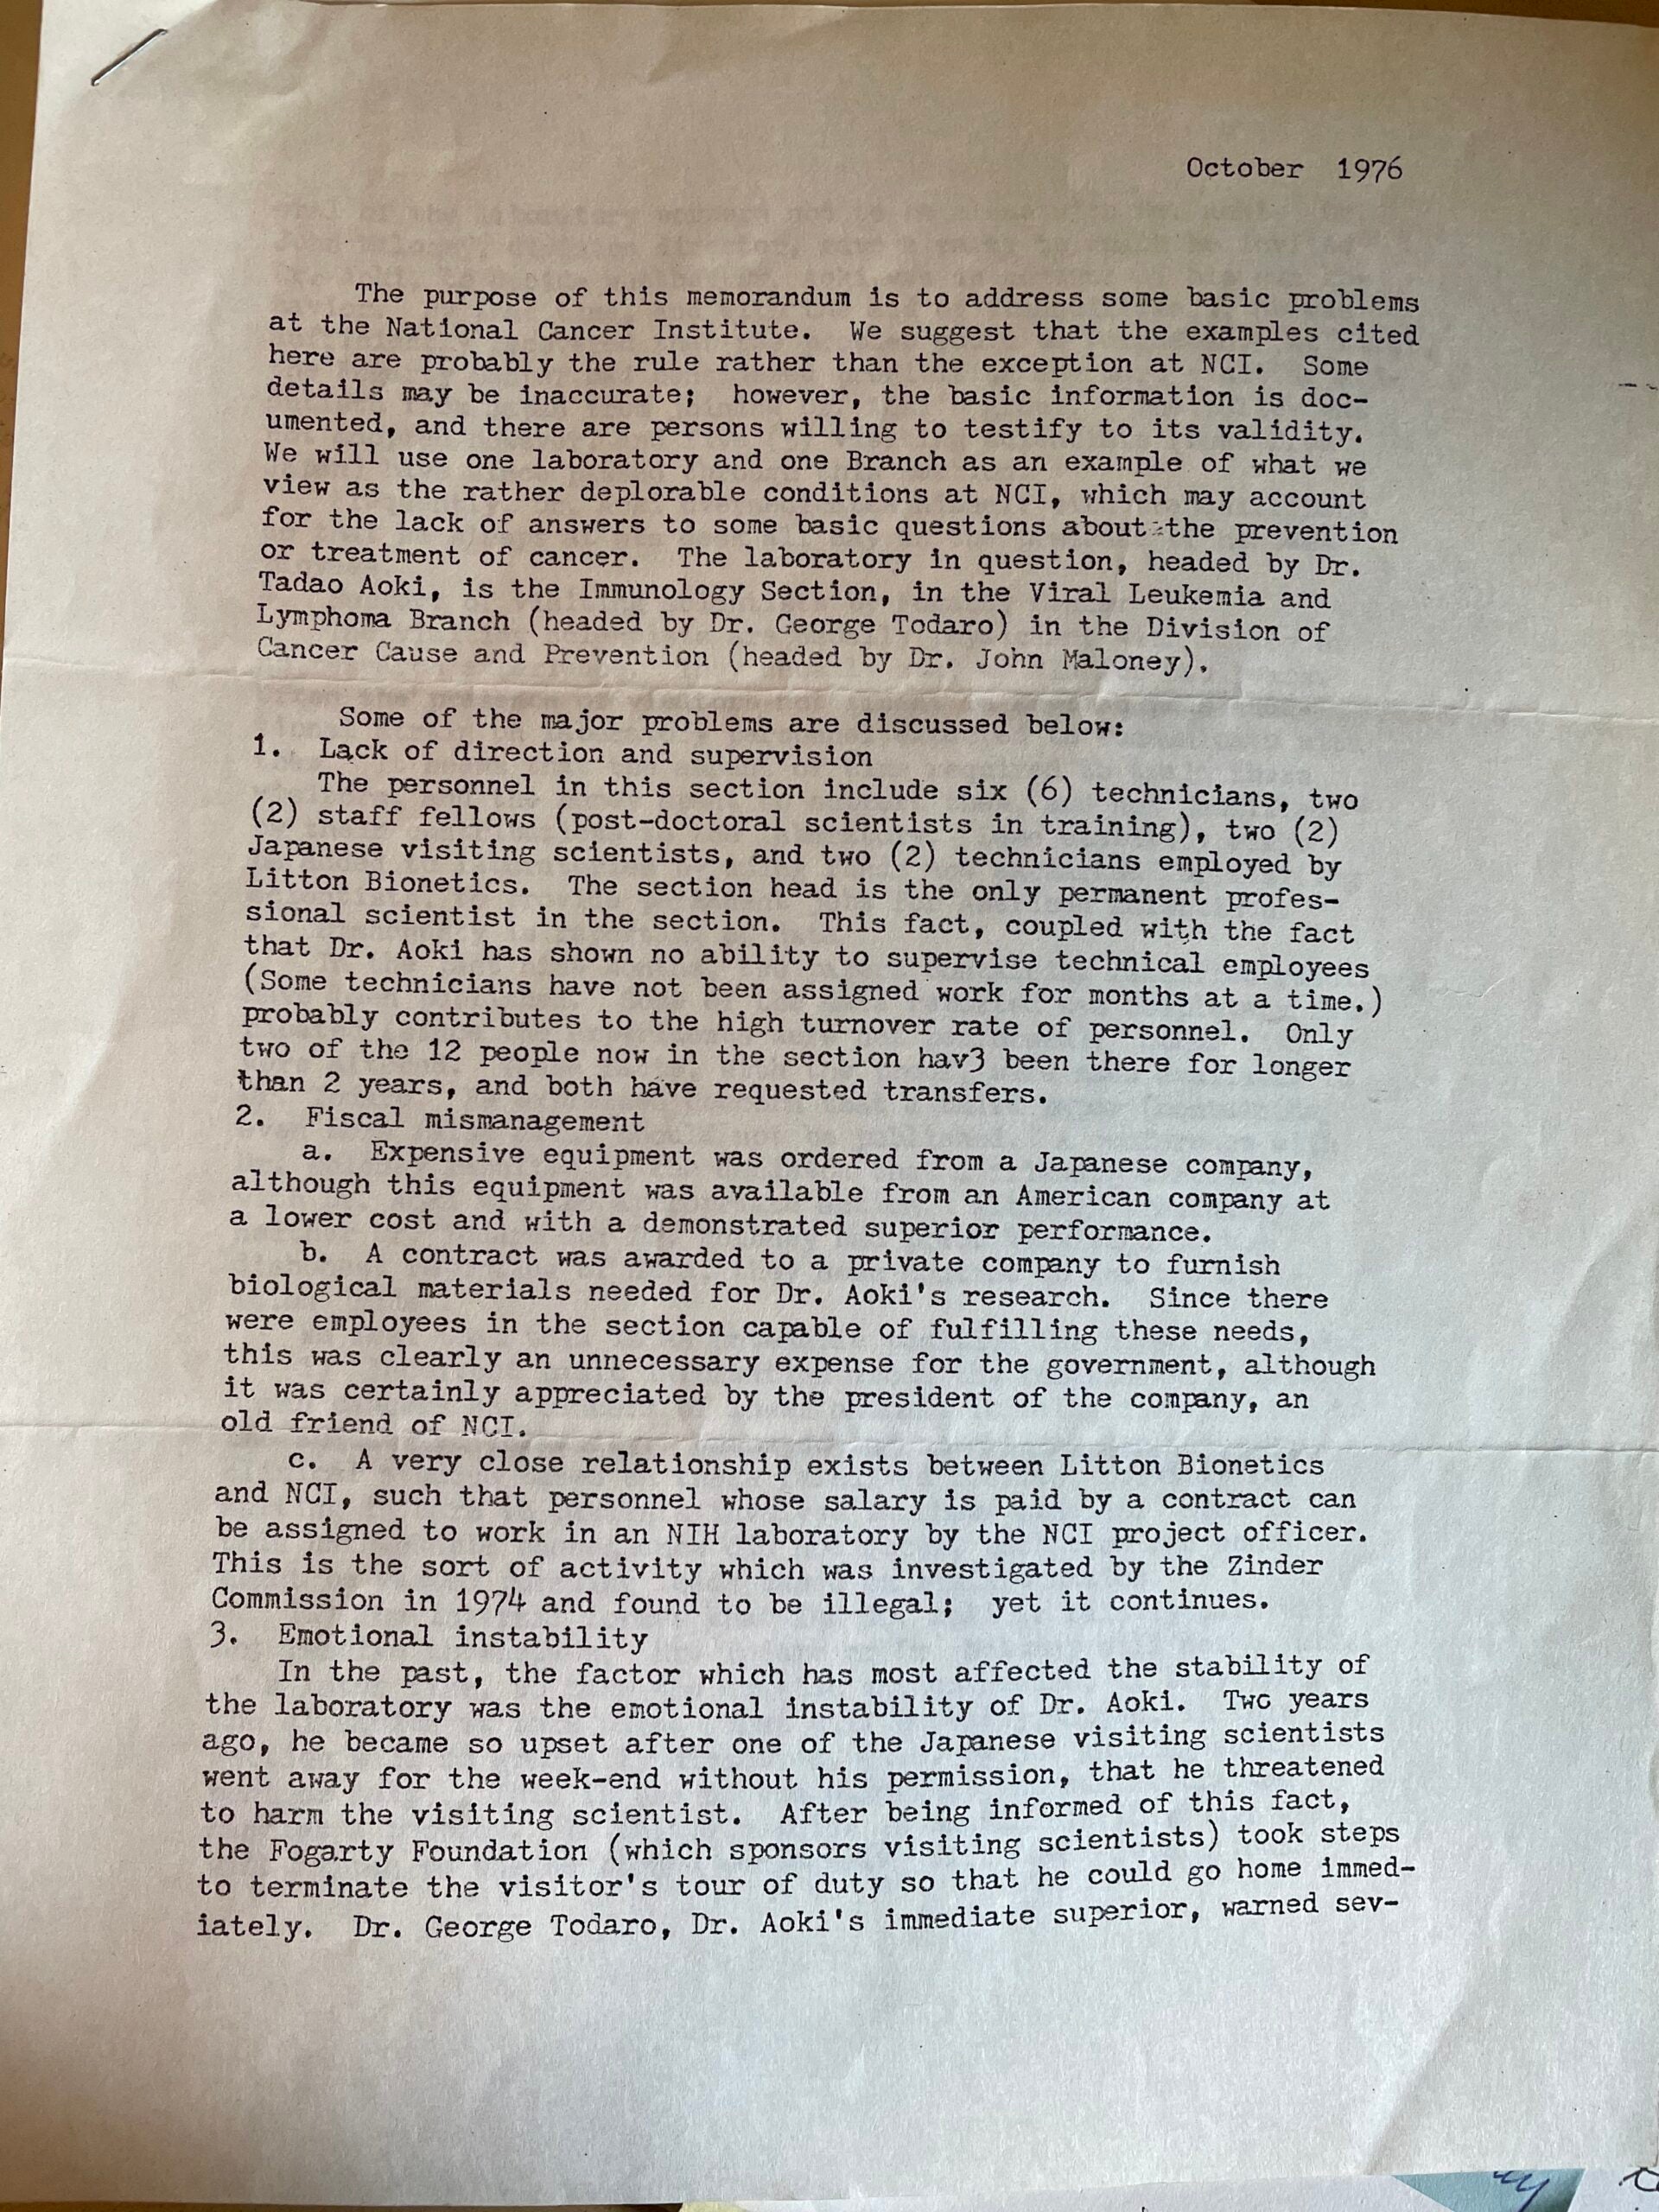 October 1976
The purpose of this memorandum is to address some basic problems
at the National Cancer Institute. We suggest that the examples cited
here are probably the rule rather than the exception at NCI. Some
details may be inaccurate; however, the basic information is doc-
umented, and there are persons willing to testify to its validity.
We will use one laboratory and one Branch as an example of what we
view as the rather deplorable conditions at NCI, which may account
for the lack of answers to some basic questions about the prevention
or treatment of cancer. The laboratory in question, headed by Dr.
Tadao Aoki, is the Immunology Section, in the Viral Leukemia and
Lymphoma Branch (headed by Dr. George Todaro) in the Division of
Cancer Cause and Prevention (headed by Dr. John Maloney).
Some of the major problems are discussed below:
1. Lack of direction and supervision
The personnel in this section include six (6) technicians, two
(2) staff fellows (post-doctoral scientists in training), two (2)
Japanese visiting scientists, and two (2) technicians employed by
Litton Bionetics. The section head is the only permanent profes-
sional scientist in the section. This fact, coupled with the fact
that Dr. Aoki has shown no ability to supervise technical employees
(Some technicians have not been assigned work for months at a time.)
probably contributes to the high turnover rate of personnel. Only
two of the 12 people now in the section hav3 been there for longer
than 2 years, and both have requested transfers.
2. Fiscal mismanagement
a. Expensive equipment was ordered from a Japanese company,
although this equipment was available from an American company at
a lower cost and with a demonstrated superior performance.
b. A contract was awarded to a private company to furnish
biological materials needed for Dr. Aoki's research. Since there
were employees in the section capable of fulfilling these needs,
this was clearly an unnecessary expense for the government, although
it was certainly appreciated by the president of the company, an
old friend of NCI.
c. A very close relationship exists between Litton Bionetics
and NCI, such that personnel whose salary is paid by a contract can
be assigned to work in an NIH laboratory by the NCI project officer.
This is the sort of activity which was investigated by the Zinder
Commission in 1974 and found to be illegal; yet it continues.
3. Emotional instability
In the past, the factor which has most affected the stability of
the laboratory was the emotional instability of Dr. Aoki. Two years
ago, he became so upset after one of the Japanese visiting scientists
went away for the week-end without his permission, that he threatened
to harm the visiting scientist. After being informed of this fact,
the Fogarty Foundation (which sponsors visiting scientists) took steps
to terminate the visitor's tour of duty so that he could go home immed-
iately. Dr. George Todaro, Dr. Aoki's immediate superior, warned sev-